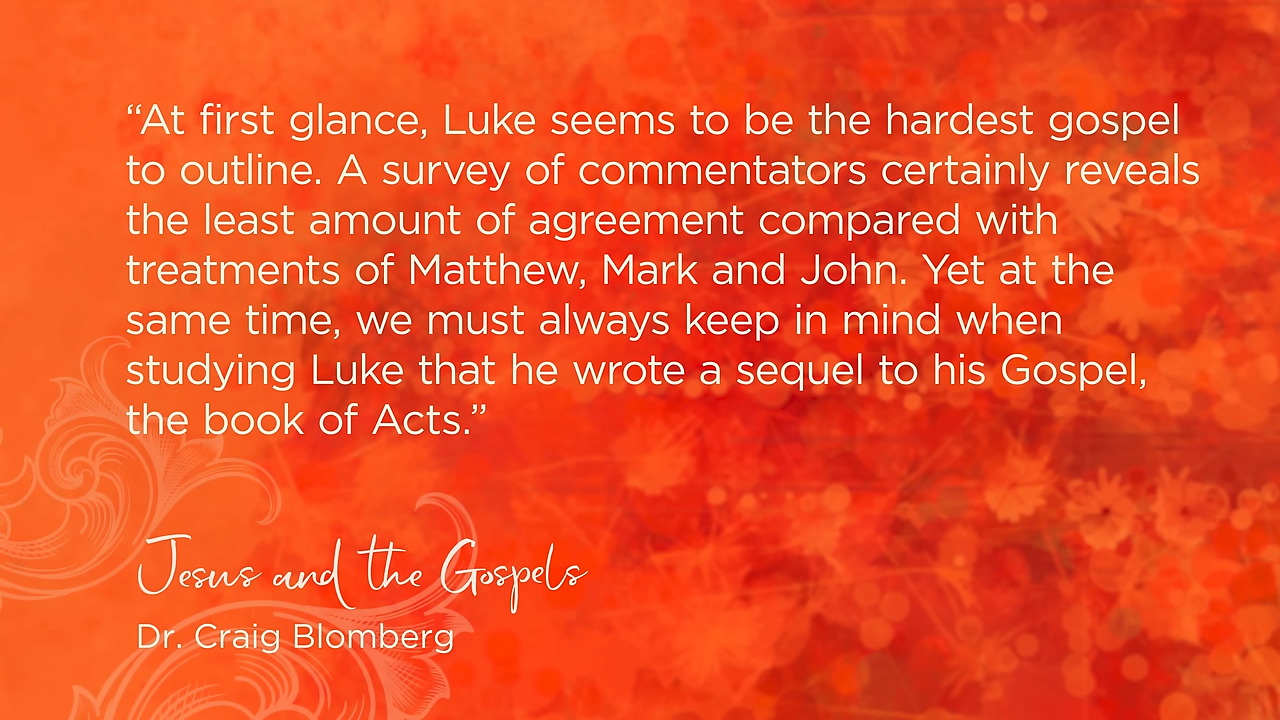 “At first glance, Luke seems to be the hardest gospel
to outline. A survey of commentators certainly reveals
the least amount of agreement compared with
treatments of Matthew, Mark and John. Yet at the
same time, we must always keep in mind when
studying Luke that he wrote a sequel to his Gospel,
the book of Acts.”
Jesus and the Gospels
Dr. Craig Blomberg